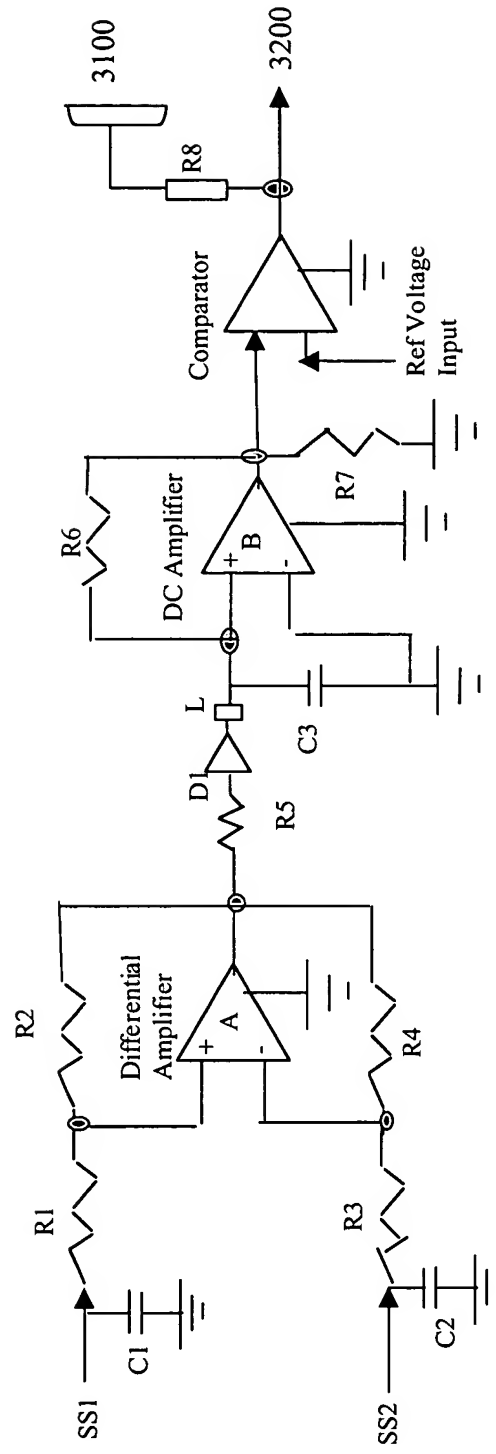 SS1
C1
R1
R2
Differential
Amplifier
+
A
-
SS2
C2
R3
R4
R5
D1
L
C3
R6
DC Amplifier
+
B
-
R7
Comparator
Ref Voltage
Input
R8
3100
3200